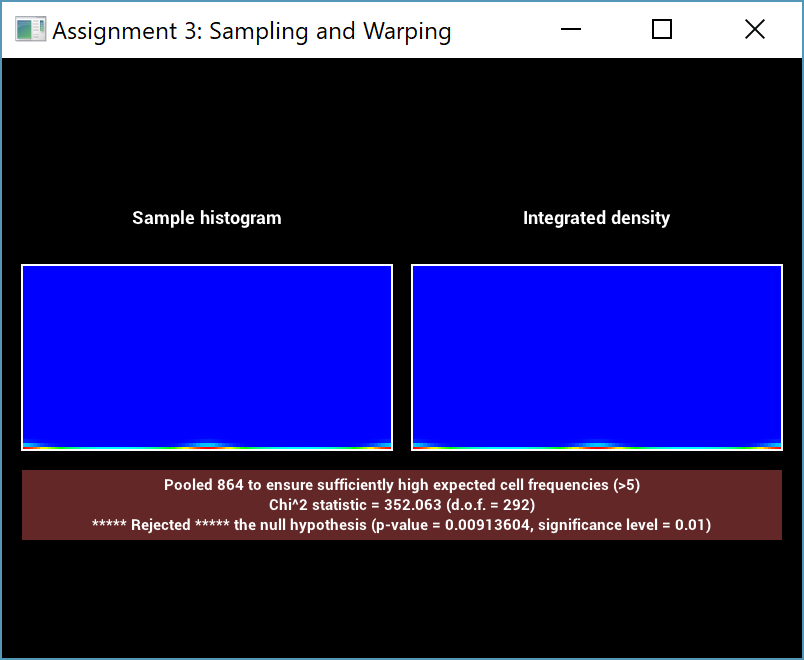 Assignment 3: Sampling and Warping
Sample histogram
Integrated density
Pooled 864 to ensure sufficiently high expected cell frequencies (>5)
Chi^2 statistic = 352.063 (d.o.f. = 292)
***** Rejected ***** the null hypothesis (p-value = 0.00913604, significance level = 0.01)